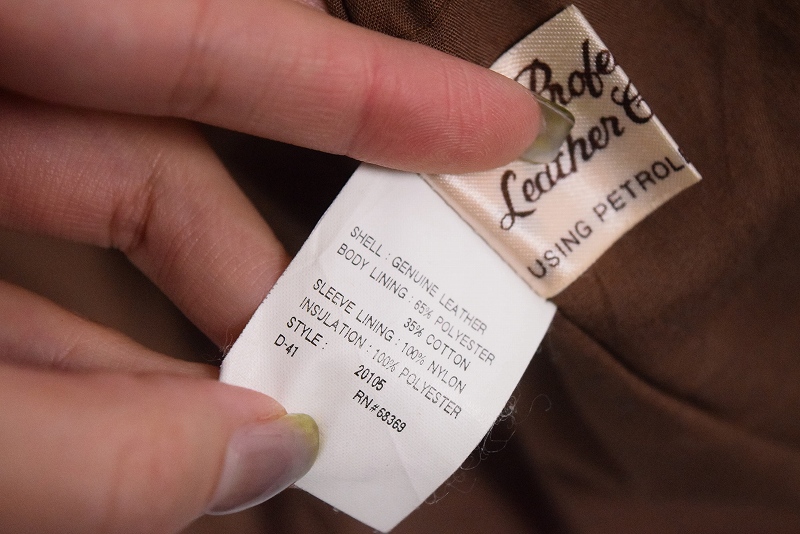 Leather
USING
SHELL : GENUINE LEATHER
BODY LINING : 65% POLYESTER
35% COTTON
SLEEVE LINING : 100% NYLON
INSULATION : 100% POLYESTER
STYLE : 20105
D-41 RN#68369